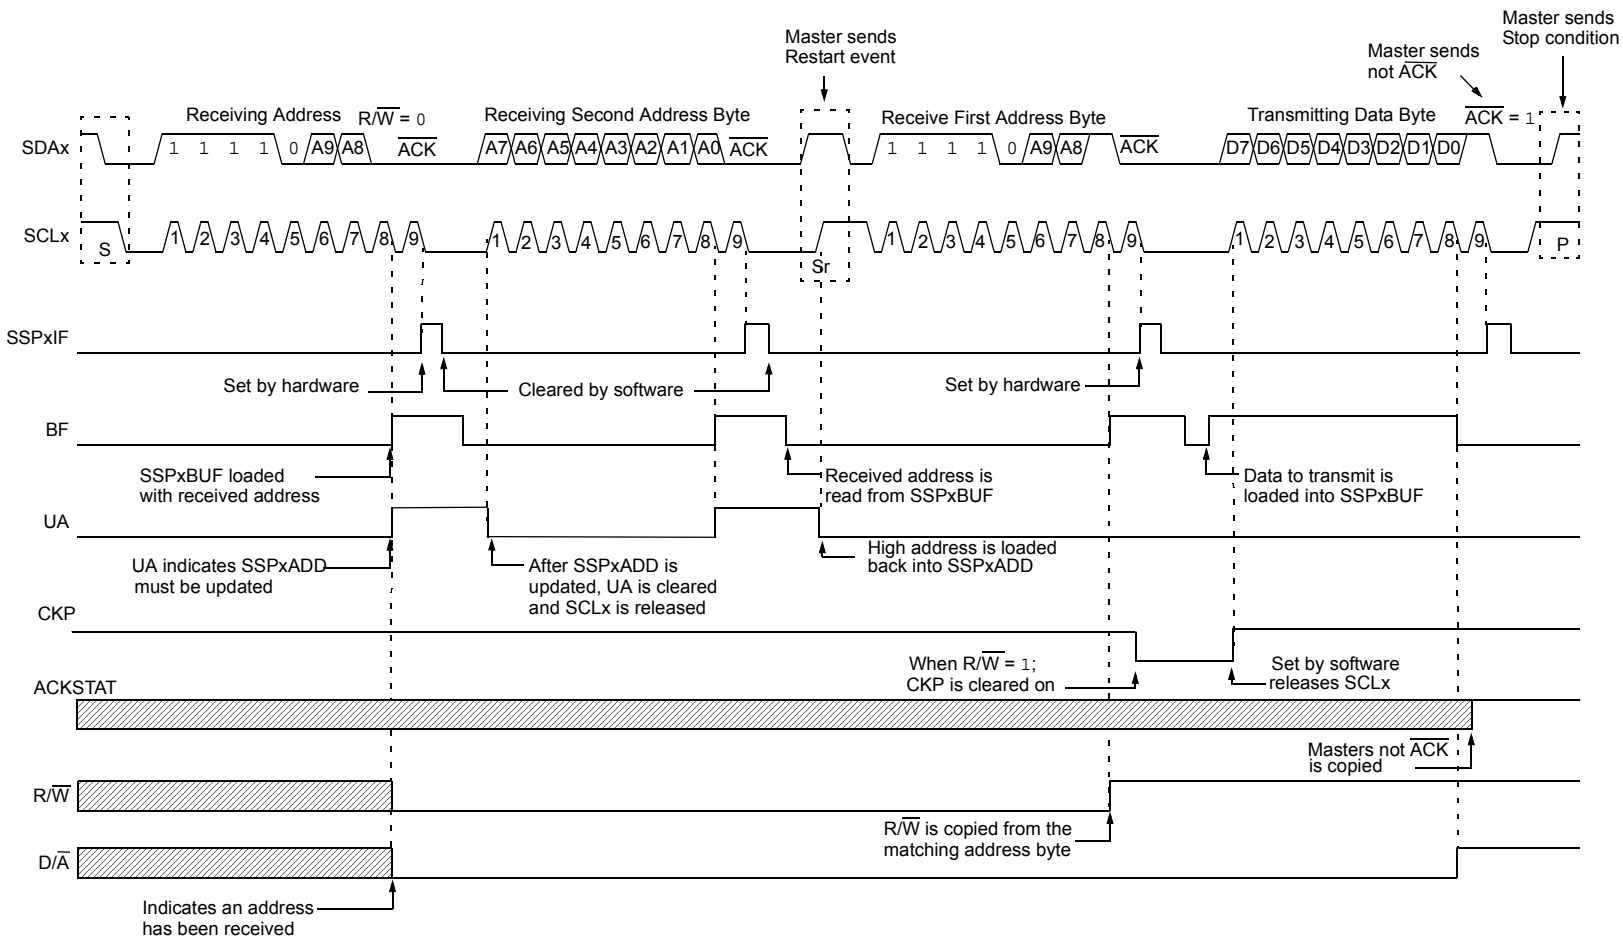 Master sends
Stop condition
Master sends
Restart event
Master sends
not A̅C̅K̅
Receiving Address R/W̅ = 0
Receiving Second Address Byte
Receive First Address Byte
Transmitting Data Byte
A̅C̅K̅ = 1
SDAx
1 1 1 1 0 A9 A8 A̅C̅K̅
A7 A6 A5 A4 A3 A2 A1 A0 A̅C̅K̅
1 1 1 1 0 A9 A8 A̅C̅K̅
D7 D6 D5 D4 D3 D2 D1 D0
SCLx
S
1 2 3 4 5 6 7 8 9
1 2 3 4 5 6 7 8 9
Sr
1 2 3 4 5 6 7 8 9
1 2 3 4 5 6 7 8 9
P
SSPxIF
Set by hardware
Cleared by software
Set by hardware
BF
SSPxBUF loaded
with received address
Received address is
read from SSPxBUF
Data to transmit is
loaded into SSPxBUF
UA
UA indicates SSPxADD
must be updated
After SSPxADD is
updated, UA is cleared
and SCLx is released
High address is loaded
back into SSPxADD
CKP
When R/W̅ = 1;
CKP is cleared on
Set by software
releases SCLx
ACKSTAT
Masters not A̅C̅K̅
is copied
R/W̅
R/W̅ is copied from the
matching address byte
D/A̅
Indicates an address
has been received